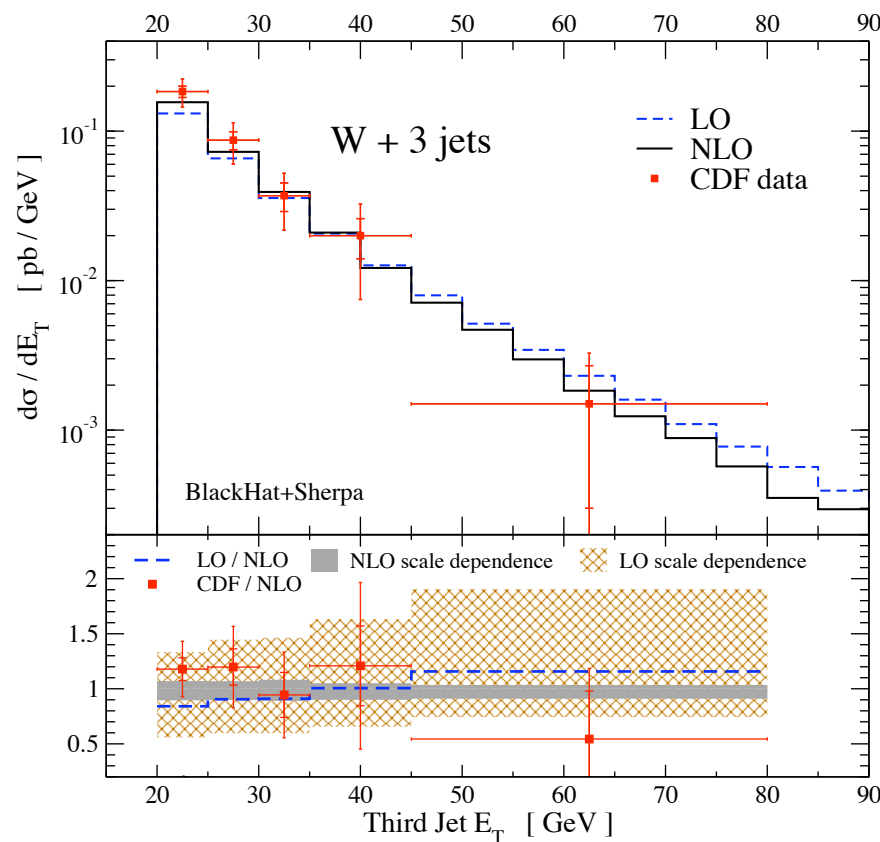 20 30 40 50 60 70 80 90
10^-1
10^-2
10^-3
dσ / dE_T [ pb / GeV ]
W + 3 jets
LO
NLO
CDF data
BlackHat+Sherpa
LO / NLO
CDF / NLO
NLO scale dependence
LO scale dependence
2
1.5
1
0.5
20 30 40 50 60 70 80 90
Third Jet E_T [ GeV ]